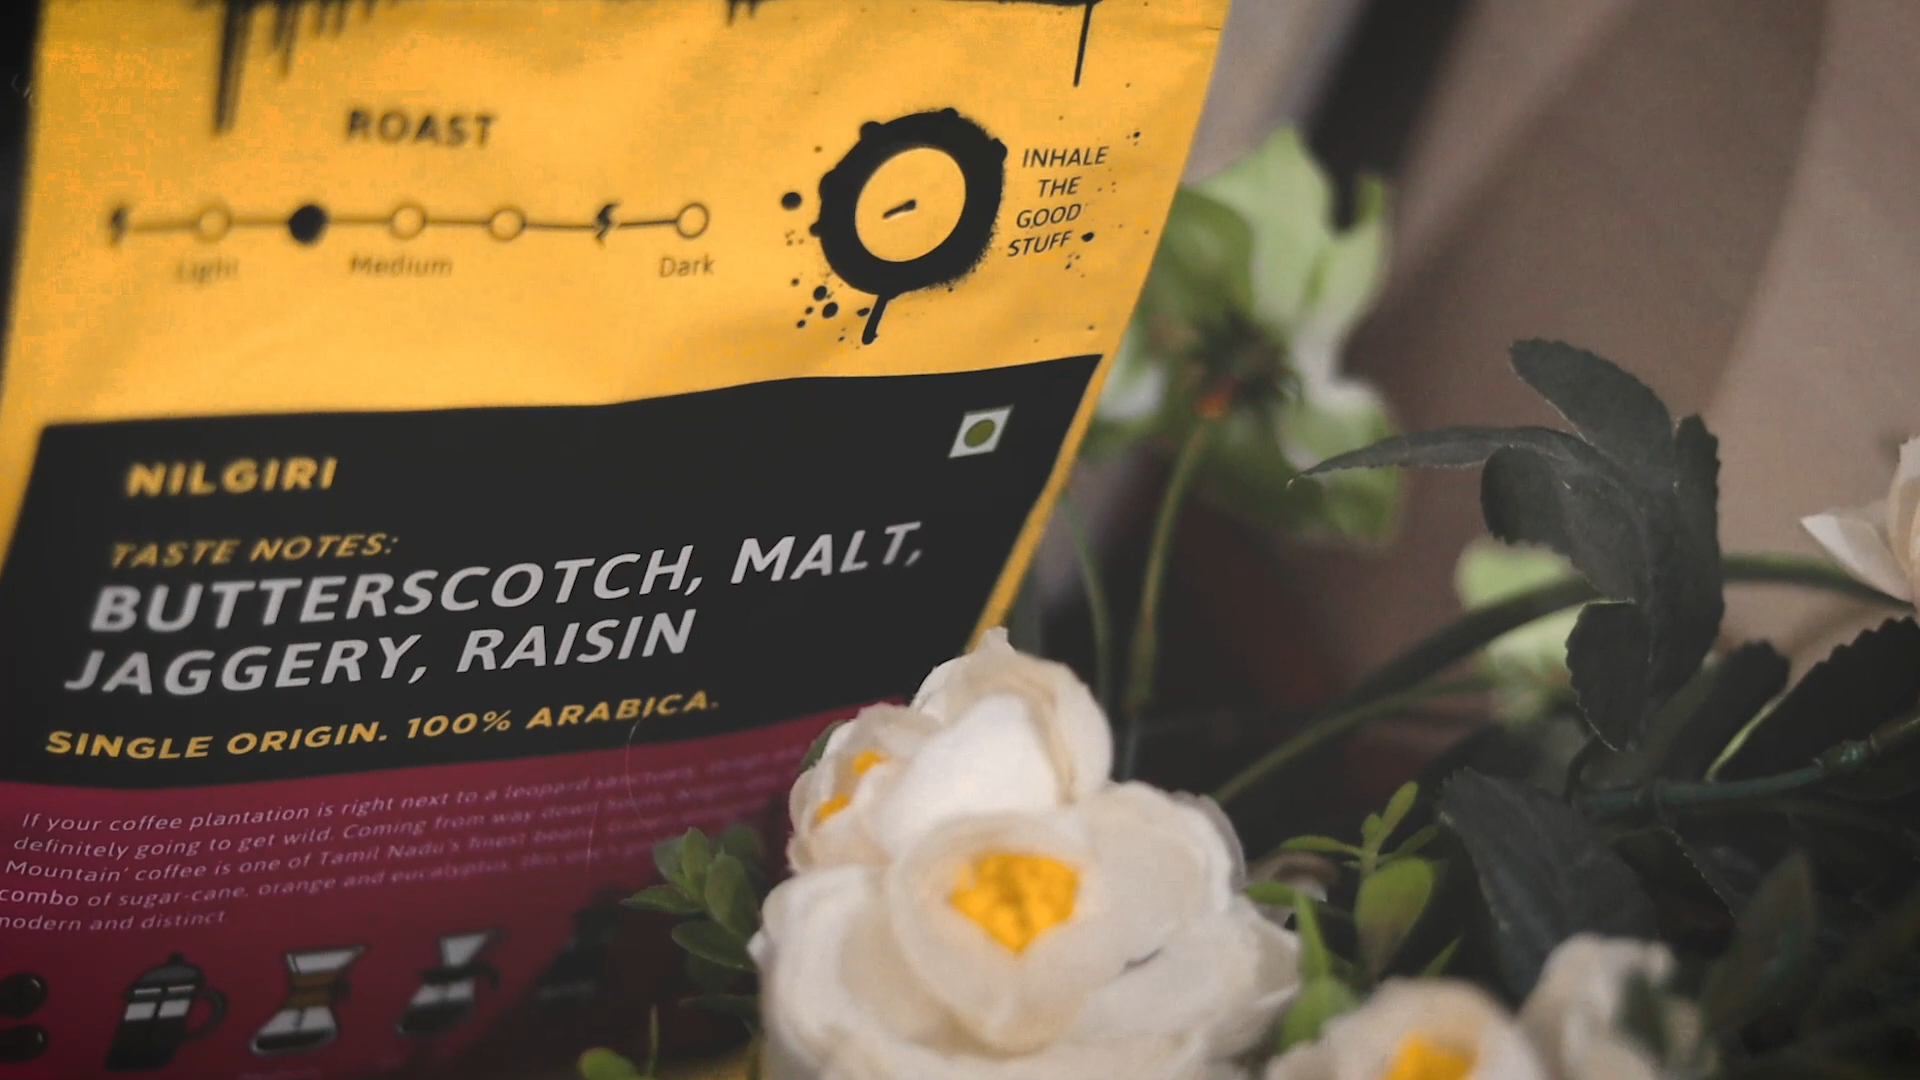 ROAST
Light Medium Dark
INHALE
THE
GOOD
STUFF
NILGIRI
TASTE NOTES:
BUTTERSCOTCH, MALT,
JAGGERY, RAISIN
SINGLE ORIGIN. 100% ARABICA.
If your coffee plantation is right next to a leopard sanctuary,
definitely going to get wild. Coming from way down South,
Mountain' coffee is one of Tamil Nadu's finest beans.
combo of sugar-cane, orange and eucalyptus, this one
modern and distinct